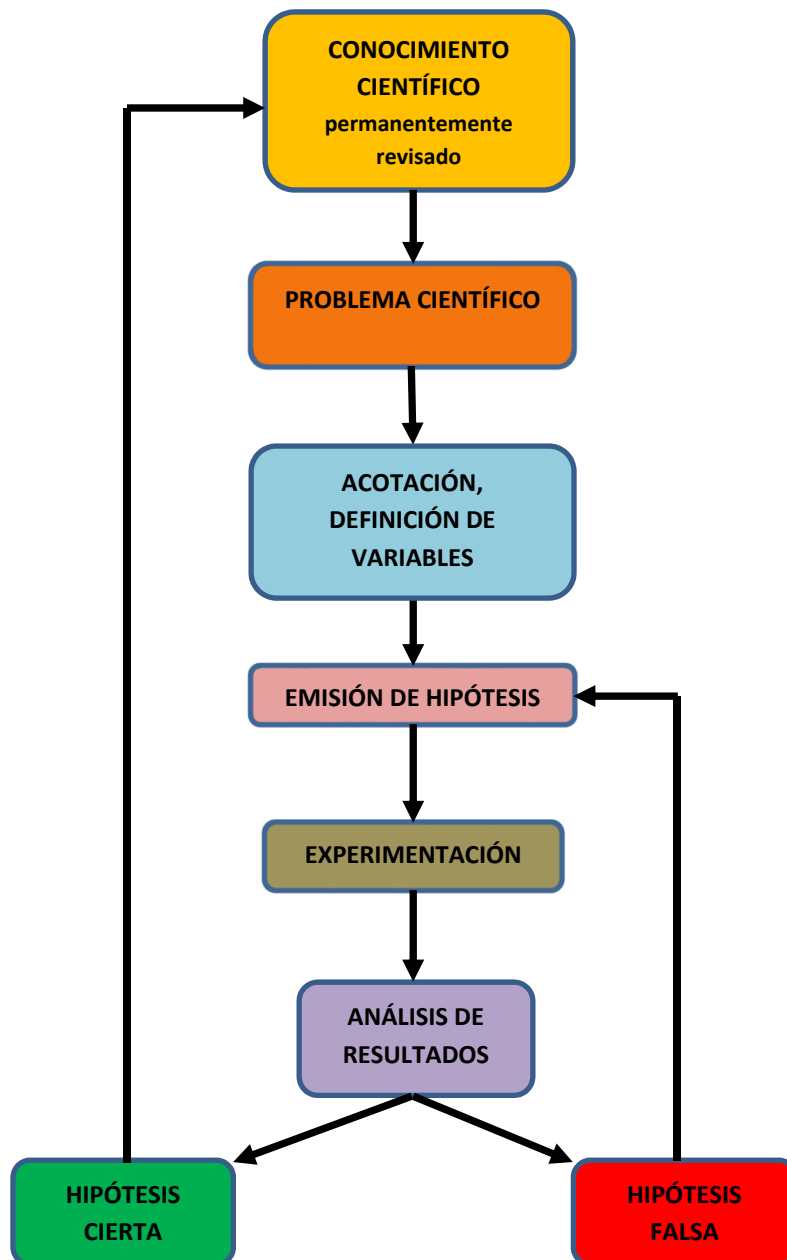 CONOCIMIENTO
CIENTÍFICO
permanentemente
revisado
PROBLEMA CIENTÍFICO
ACOTACIÓN,
DEFINICIÓN DE
VARIABLES
EMISIÓN DE HIPÓTESIS
EXPERIMENTACIÓN
ANÁLISIS DE
RESULTADOS
HIPÓTESIS
CIERTA
HIPÓTESIS
FALSA